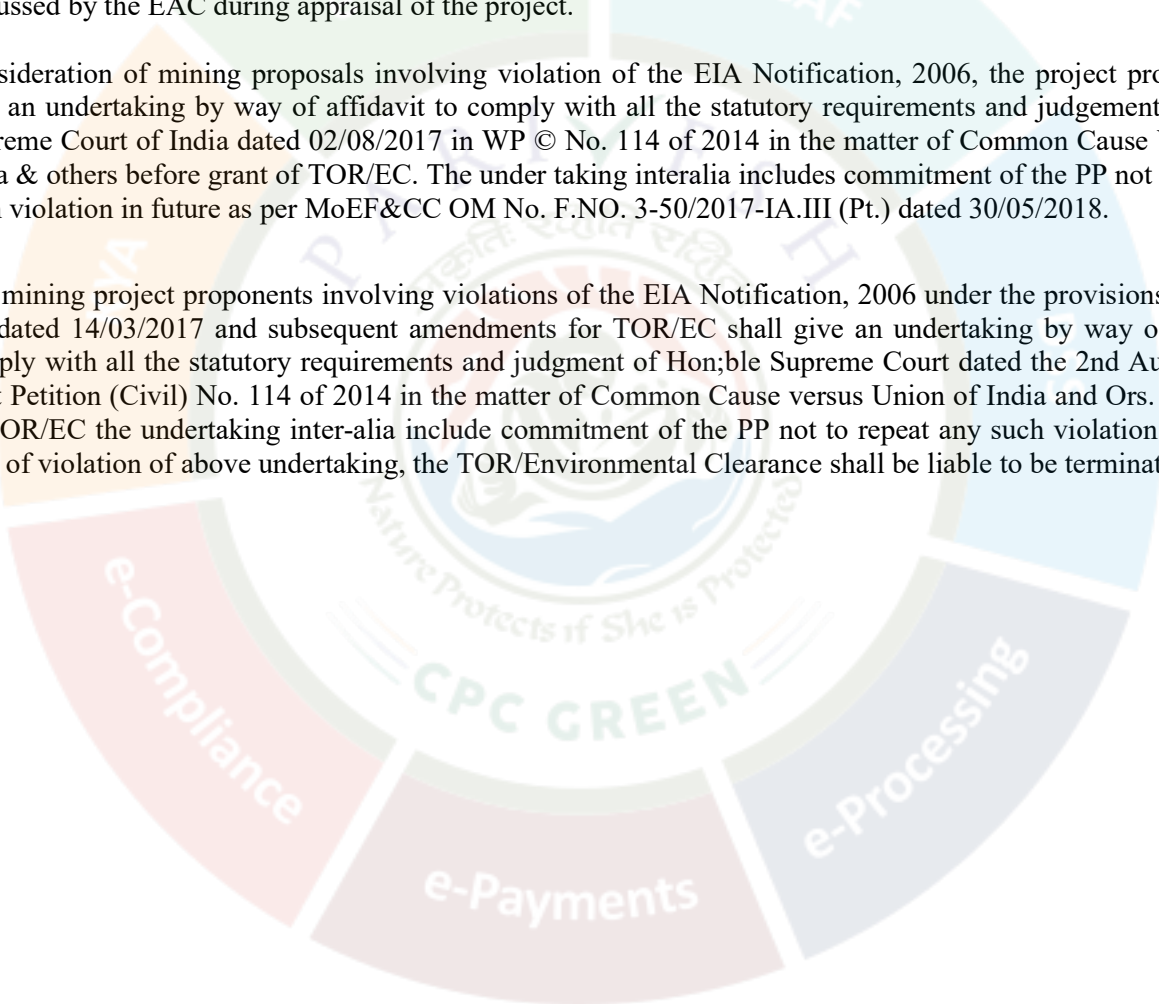 ussed by the EAC during appraisal of the project.
sideration of mining proposals involving violation of the EIA Notification, 2006, the project pro
an undertaking by way of affidavit to comply with all the statutory requirements and judgement
reme Court of India dated 02/08/2017 in WP © No. 114 of 2014 in the matter of Common Cause V
a & others before grant of TOR/EC. The under taking interalia includes commitment of the PP not
violation in future as per MoEF&CC OM No. F.NO. 3-50/2017-IA.III (Pt.) dated 30/05/2018.
mining project proponents involving violations of the EIA Notification, 2006 under the provisions
dated 14/03/2017 and subsequent amendments for TOR/EC shall give an undertaking by way o
ply with all the statutory requirements and judgment of Hon;ble Supreme Court dated the 2nd Au
t Petition (Civil) No. 114 of 2014 in the matter of Common Cause versus Union of India and Ors.
OR/EC the undertaking inter-alia include commitment of the PP not to repeat any such violation
of violation of above undertaking, the TOR/Environmental Clearance shall be liable to be terminat
PARIVESH
Nature Protects if She is Protected
CPC GREEN
e-Compliance
e-Payments
e-Processing